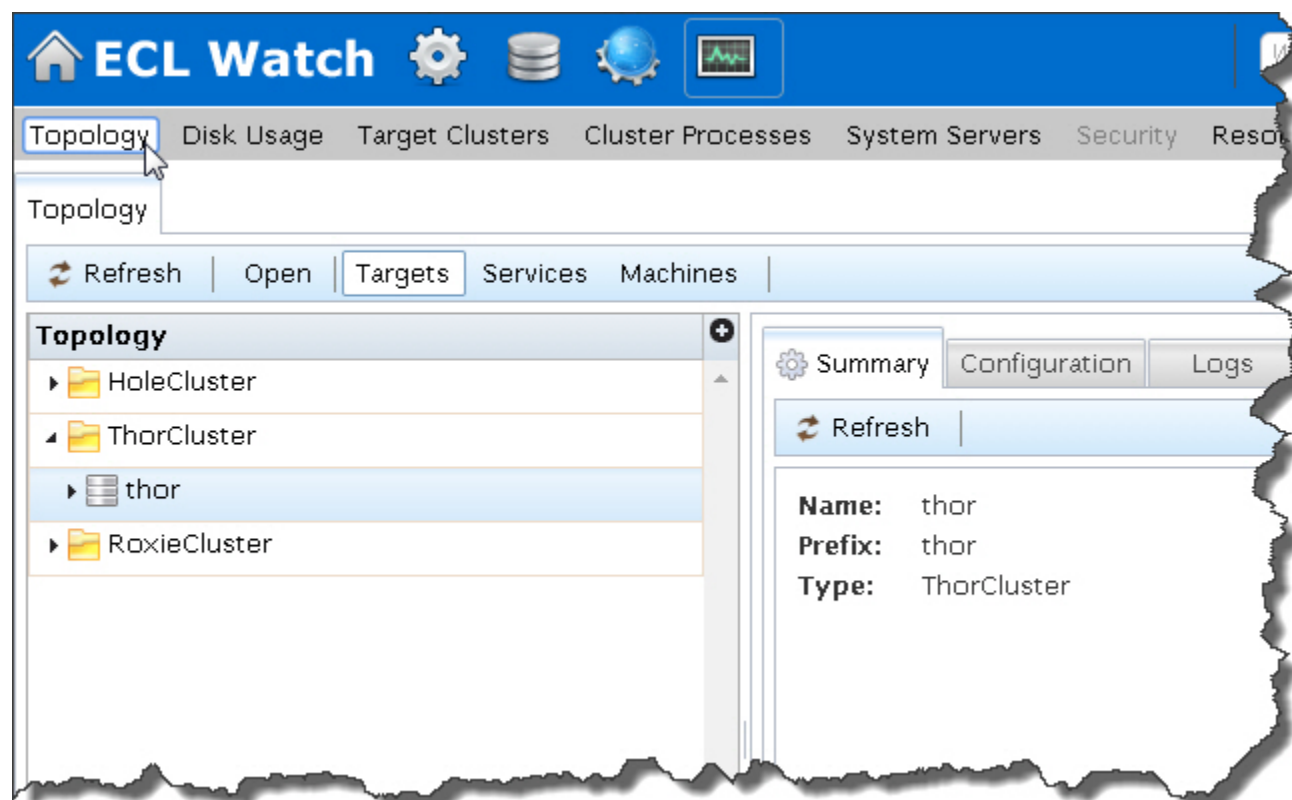 ECL Watch
Topology Disk Usage Target Clusters Cluster Processes System Servers Security
Topology
Refresh Open Targets Services Machines
Topology
HoleCluster
ThorCluster
thor
RoxieCluster
Summary Configuration Logs
Refresh
Name: thor
Prefix: thor
Type: ThorCluster